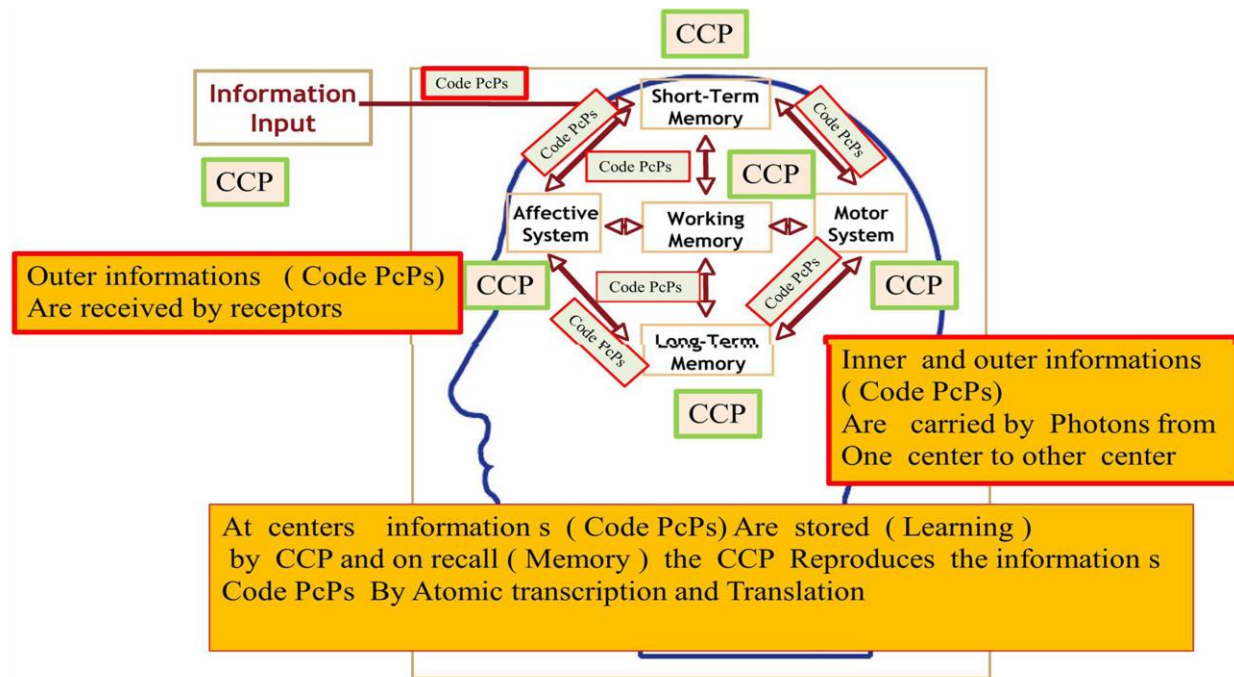 CCP
Code PcPs
Information
Input
Short-Term
Memory
Code PcPs
Code PcPs
Code PcPs
CCP
CCP
Affective
System
Working
Memory
Motor
System
Outer informations ( Code PcPs)
Are received by receptors
CCP
Code PcPs
Code PcPs
CCP
Code PcPs
Long-Term
Memory
Inner and outer informations
( Code PcPs)
Are carried by Photons from
One center to other center
CCP
At centers information s ( Code PcPs) Are stored ( Learning )
by CCP and on recall ( Memory ) the CCP Reproduces the information s
Code PcPs By Atomic transcription and Translation